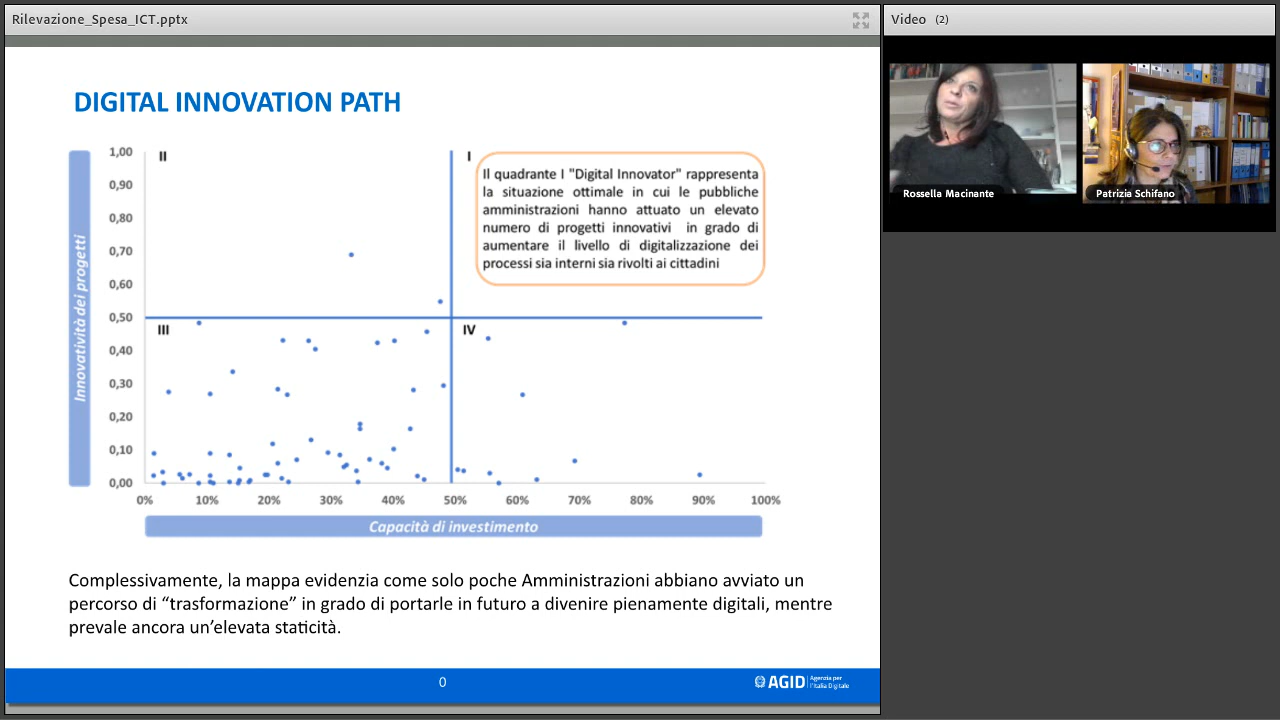 Rilevazione_Spesa_ICT.pptx
Video (2)
Rossella Macinante
Patrizia Schifano
DIGITAL INNOVATION PATH
Innovatività dei progetti
1,00
0,90
0,80
0,70
0,60
0,50
0,40
0,30
0,20
0,10
0,00
II
I
III
IV
Il quadrante I "Digital Innovator" rappresenta
la situazione ottimale in cui le pubbliche
amministrazioni hanno attuato un elevato
numero di progetti innovativi in grado di
aumentare il livello di digitalizzazione dei
processi sia interni sia rivolti ai cittadini
0% 10% 20% 30% 40% 50% 60% 70% 80% 90% 100%
Capacità di investimento
Complessivamente, la mappa evidenzia come solo poche Amministrazioni abbiano avviato un
percorso di “trasformazione” in grado di portarle in futuro a divenire pienamente digitali, mentre
prevale ancora un’elevata staticità.
0
AGID
Agenzia per
l'Italia Digitale